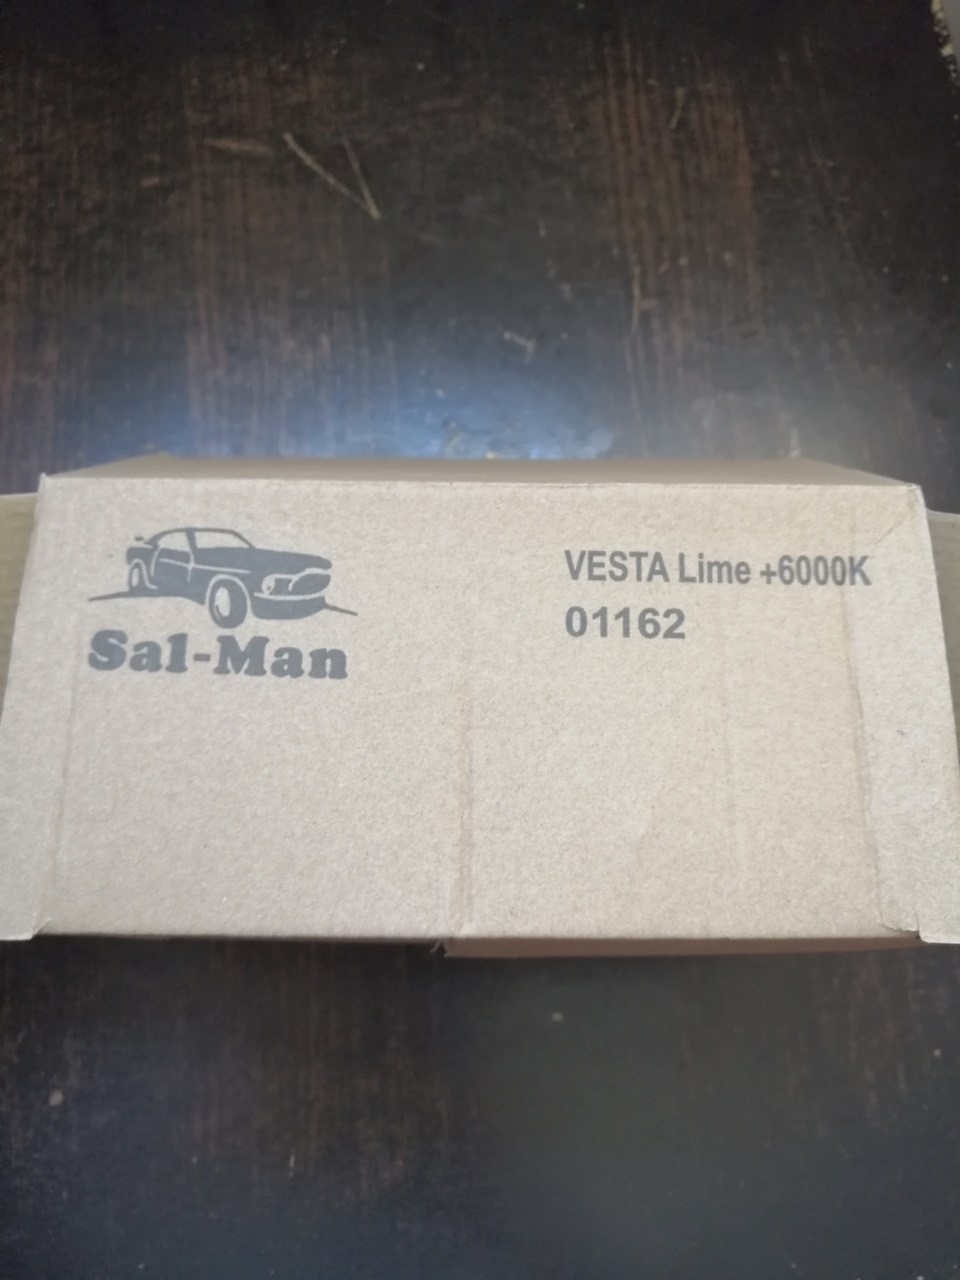 Sal-Man
VESTA Lime +6000K
01162